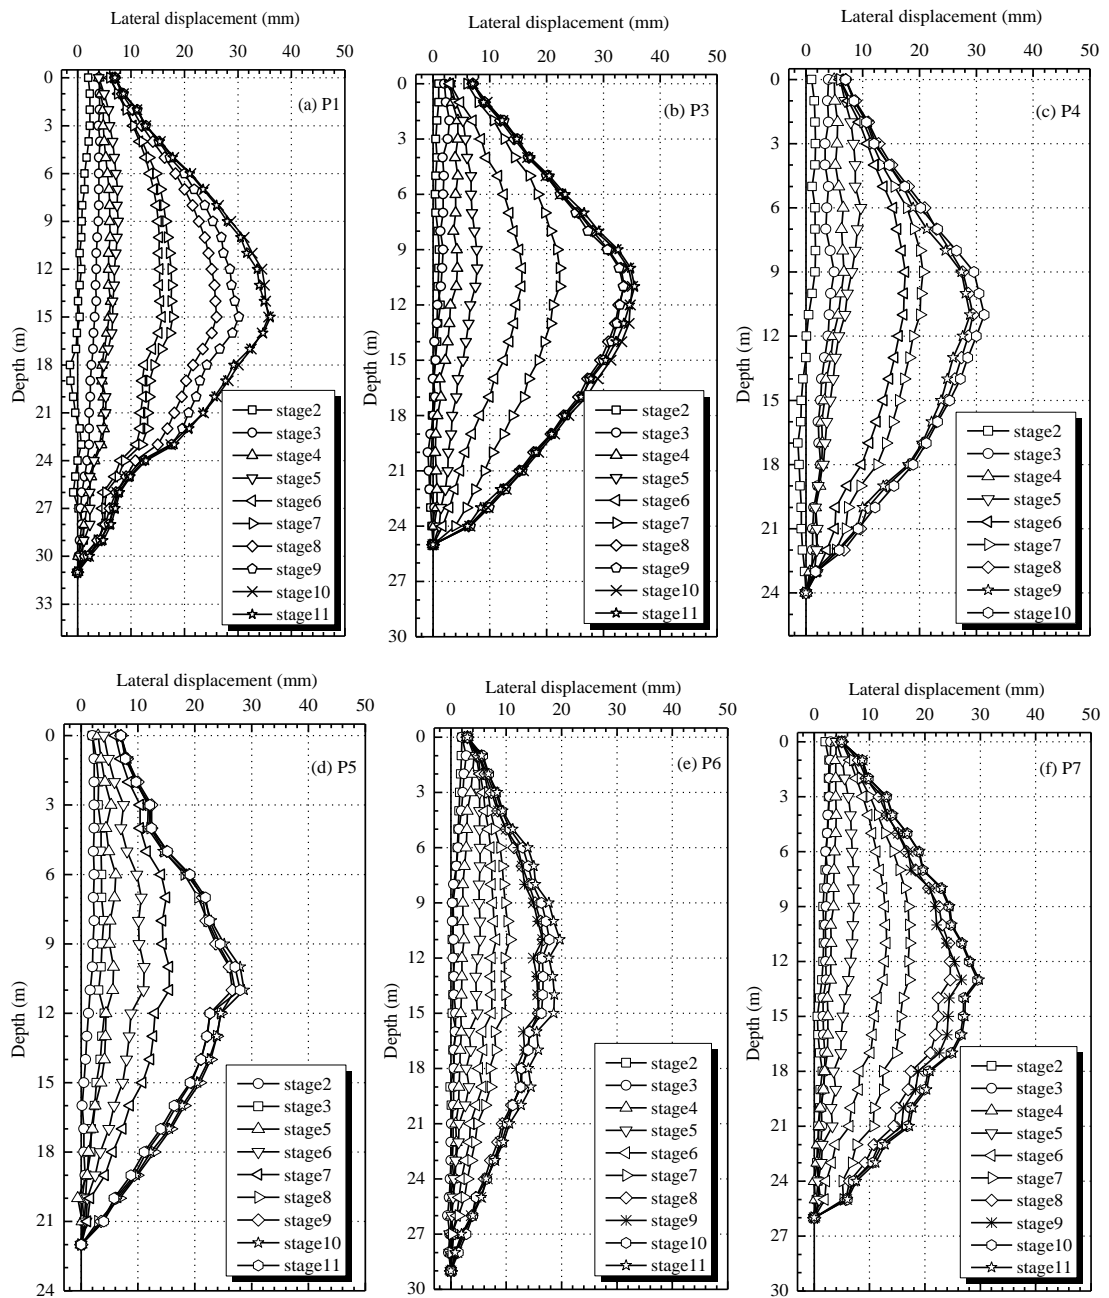 Lateral displacement (mm)
0 10 20 30 40 50
0
3
6
9
12
15
18
21
24
27
30
33
Depth (m)
(a) P1
stage2
stage3
stage4
stage5
stage6
stage7
stage8
stage9
stage10
stage11
Lateral displacement (mm)
0 10 20 30 40 50
0
3
6
9
12
15
18
21
24
27
30
Depth (m)
(b) P3
stage2
stage3
stage4
stage5
stage6
stage7
stage8
stage9
stage10
stage11
Lateral displacement (mm)
0 10 20 30 40 50
0
3
6
9
12
15
18
21
24
Depth (m)
(c) P4
stage2
stage3
stage4
stage5
stage6
stage7
stage8
stage9
stage10
Lateral displacement (mm)
0 10 20 30 40 50
0
3
6
9
12
15
18
21
24
Depth (m)
(d) P5
stage2
stage3
stage5
stage6
stage7
stage8
stage9
stage10
stage11
Lateral displacement (mm)
0 10 20 30 40 50
0
3
6
9
12
15
18
21
24
27
30
Depth (m)
(e) P6
stage2
stage3
stage4
stage5
stage6
stage7
stage8
stage9
stage10
stage11
Lateral displacement (mm)
0 10 20 30 40 50
0
3
6
9
12
15
18
21
24
27
30
Depth (m)
(f) P7
stage2
stage3
stage4
stage5
stage6
stage7
stage8
stage9
stage10
stage11